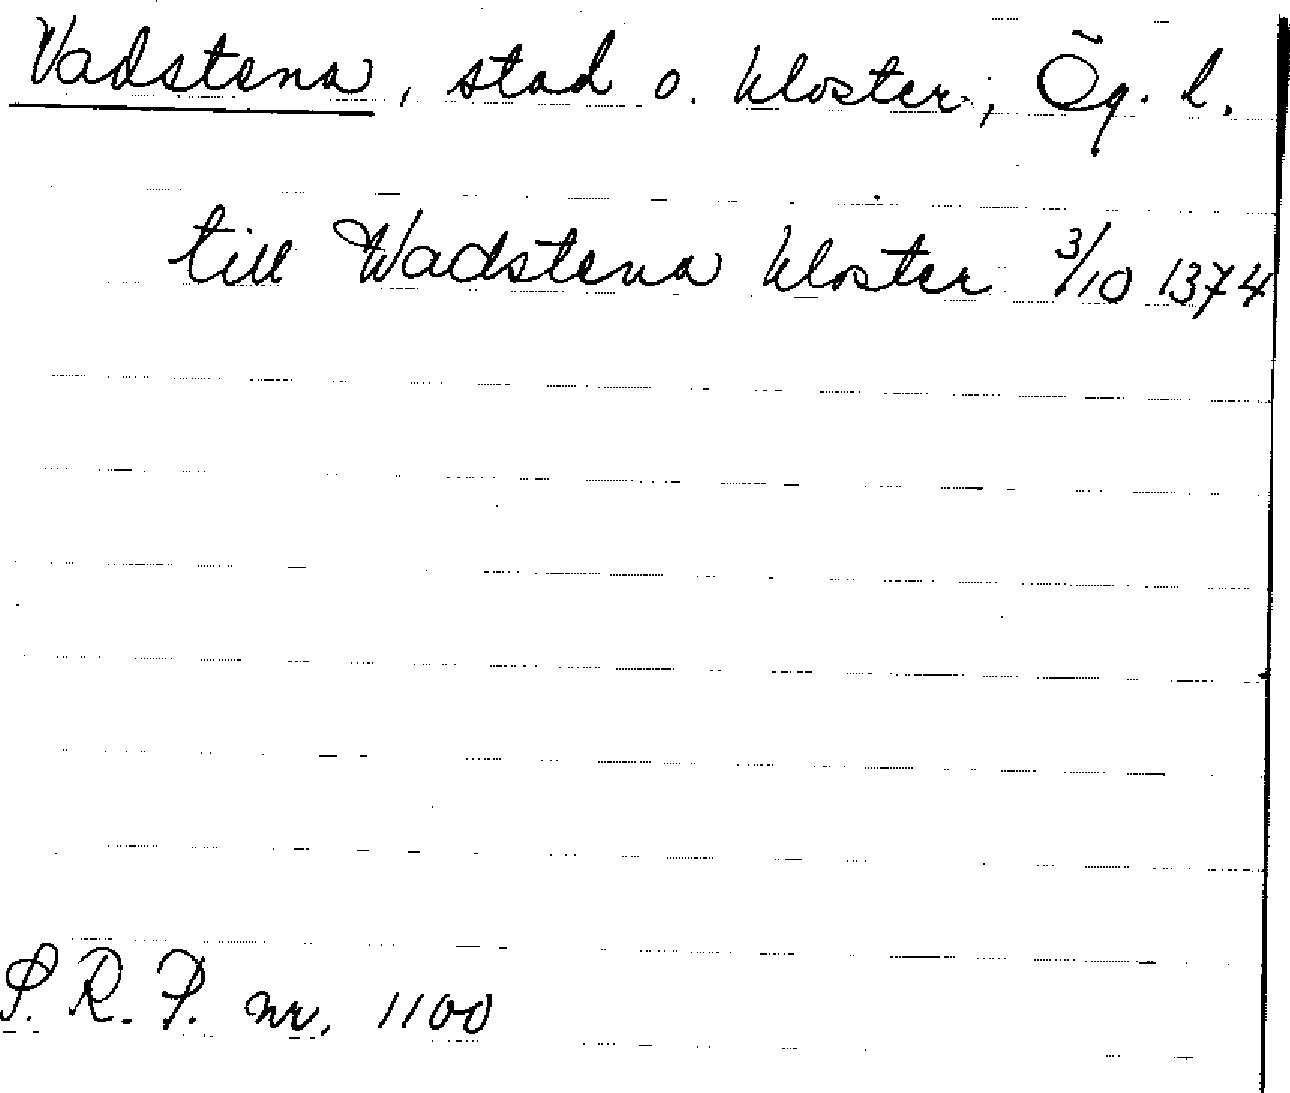 Vadstena, stad o. kloster, Ög. l.
till Wadstena kloster 3/10 1374
S. R. P. nr. 1100